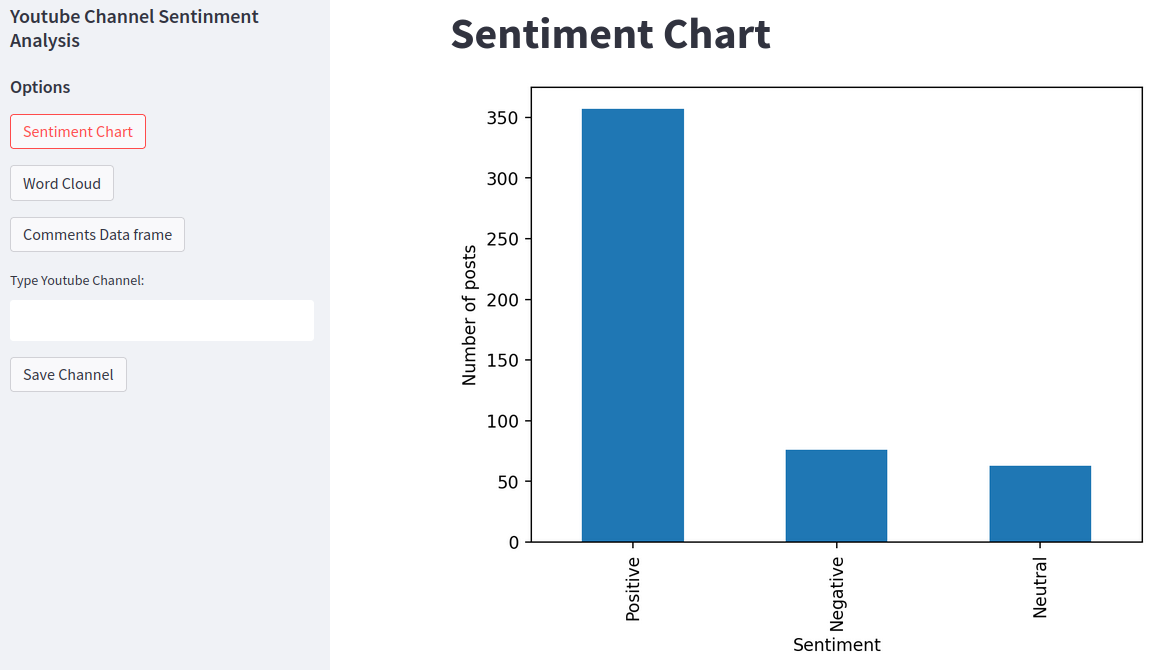 Youtube Channel Sentinment
Analysis
Options
Sentiment Chart
Word Cloud
Comments Data frame
Type Youtube Channel:
Save Channel
Sentiment Chart
Number of posts
350
300
250
200
150
100
50
0
Positive
Negative
Neutral
Sentiment